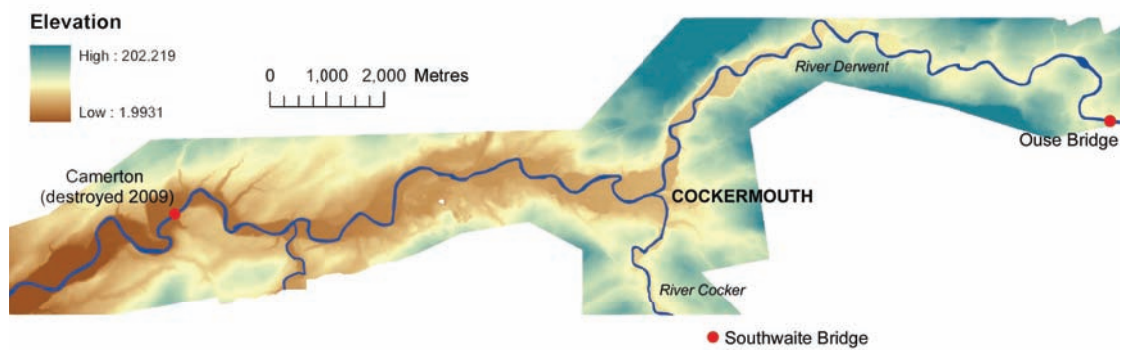 Elevation
High : 202.219
Low : 1.9931
0 1,000 2,000 Metres
River Derwent
Ouse Bridge
Camerton
(destroyed 2009)
COCKERMOUTH
River Cocker
Southwaite Bridge